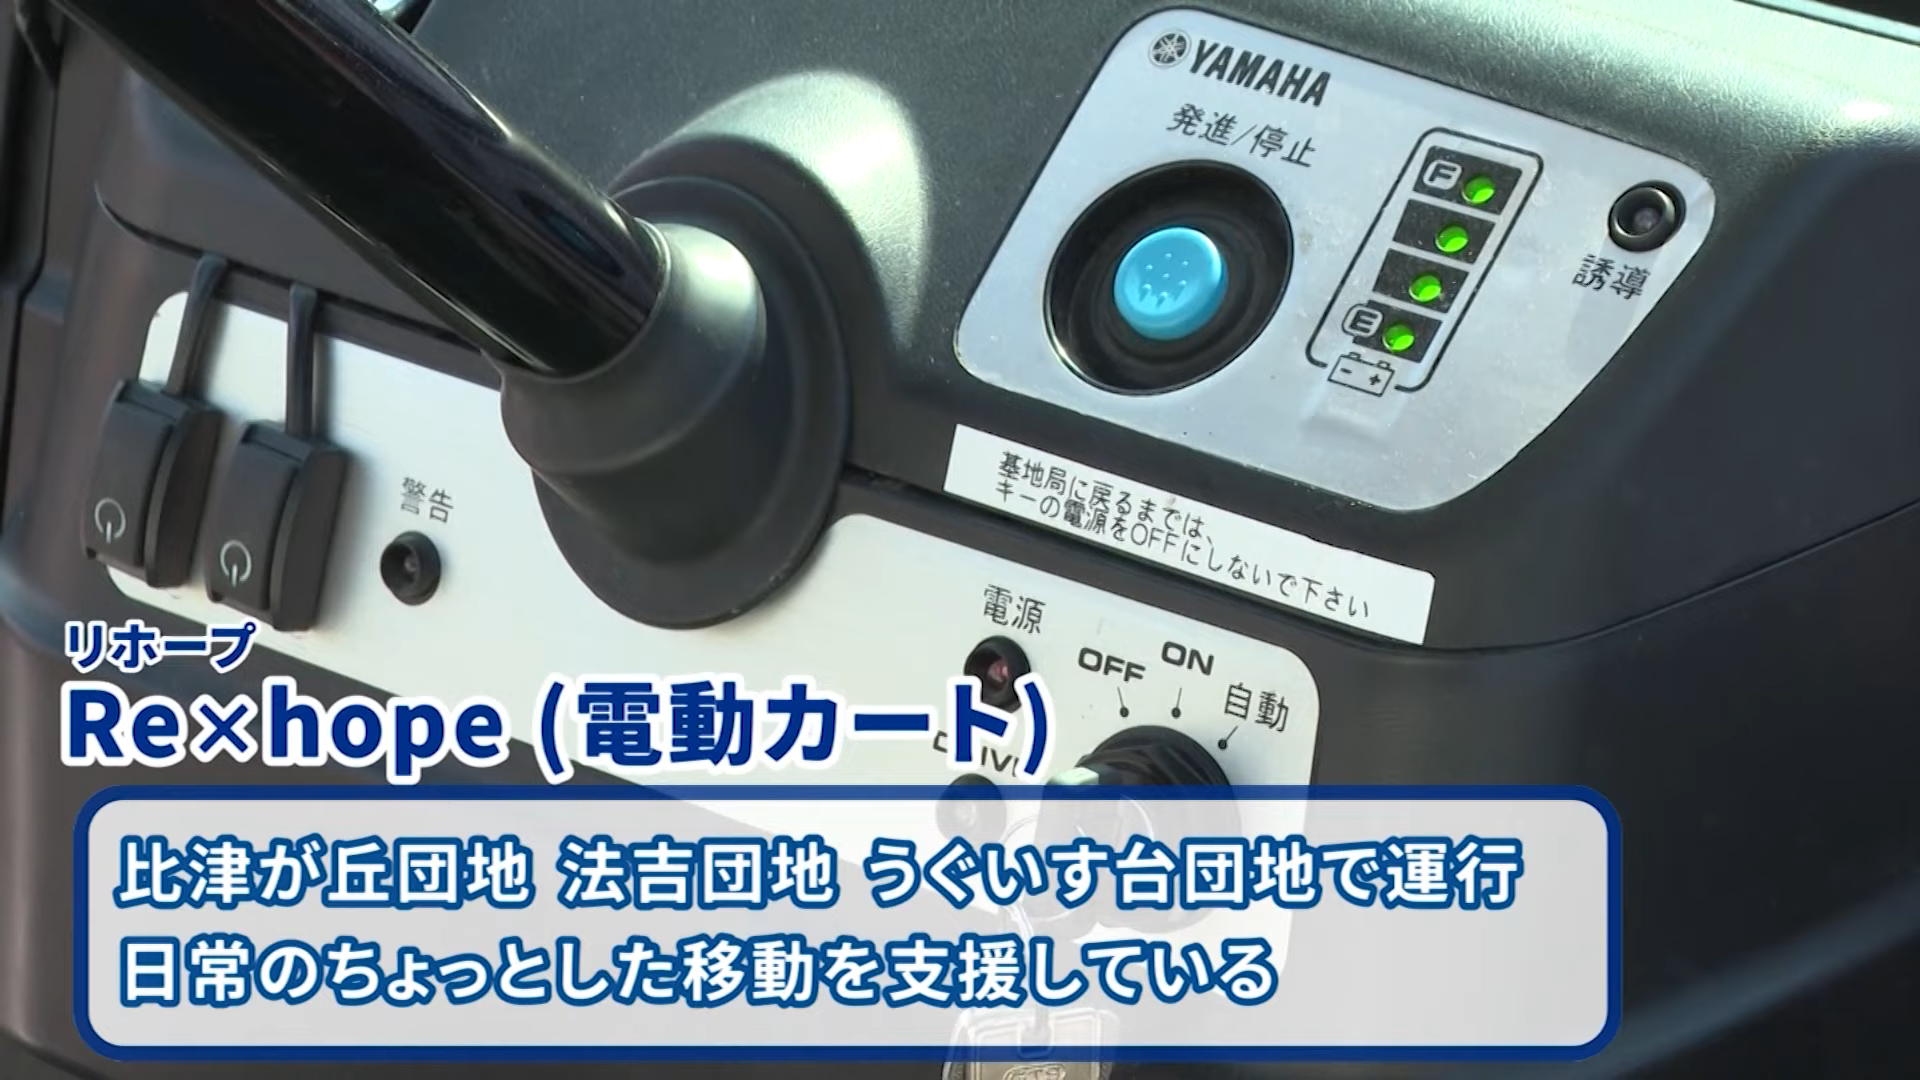 YAMAHA
発進/停止
F
E
誘導
警告
基地局に戻るまでは、
キーの電源をOFFにしないで下さい
電源
OFF
ON
自動
リホープ
Re×hope (電動カート)
比津が丘団地 法吉団地 うぐいす台団地で運行
日常のちょっとした移動を支援している